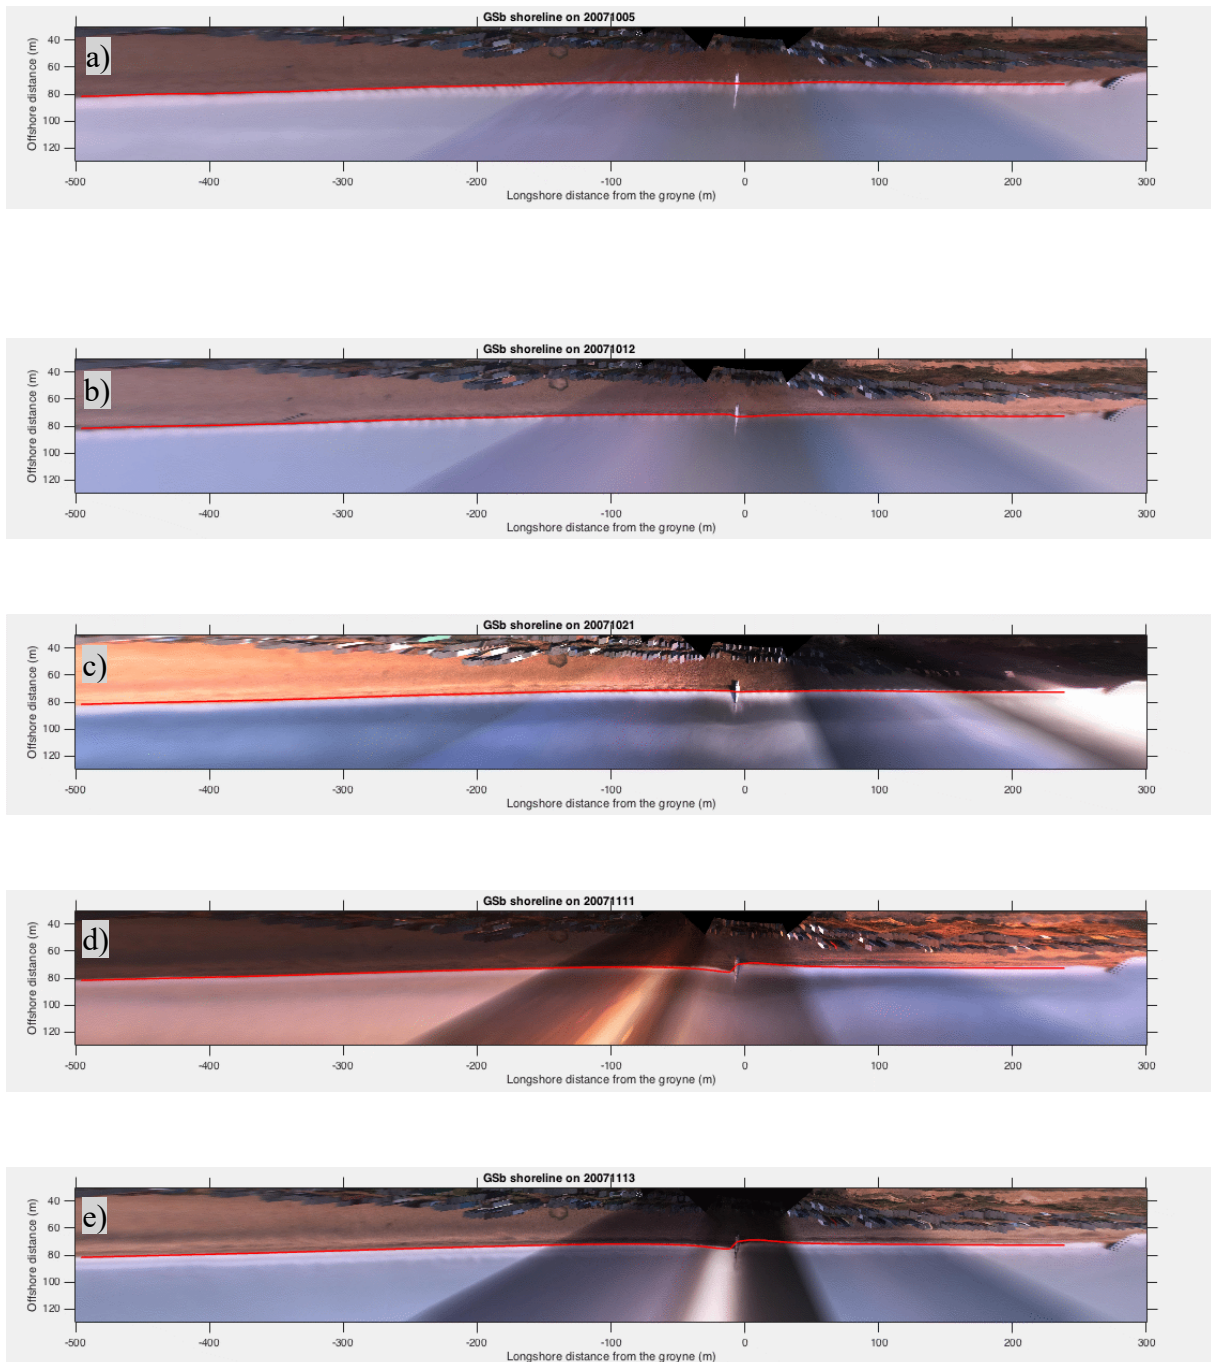 GSb shoreline on 20071005
a)
40
60
80
100
120
Offshore distance (m)
-500 -400 -300 -200 -100 0 100 200 300
Longshore distance from the groyne (m)
GSb shoreline on 20071012
b)
40
60
80
100
120
Offshore distance (m)
-500 -400 -300 -200 -100 0 100 200 300
Longshore distance from the groyne (m)
GSb shoreline on 20071021
c)
40
60
80
100
120
Offshore distance (m)
-500 -400 -300 -200 -100 0 100 200 300
Longshore distance from the groyne (m)
GSb shoreline on 20071111
d)
40
60
80
100
120
Offshore distance (m)
-500 -400 -300 -200 -100 0 100 200 300
Longshore distance from the groyne (m)
GSb shoreline on 20071113
e)
40
60
80
100
120
Offshore distance (m)
-500 -400 -300 -200 -100 0 100 200 300
Longshore distance from the groyne (m)